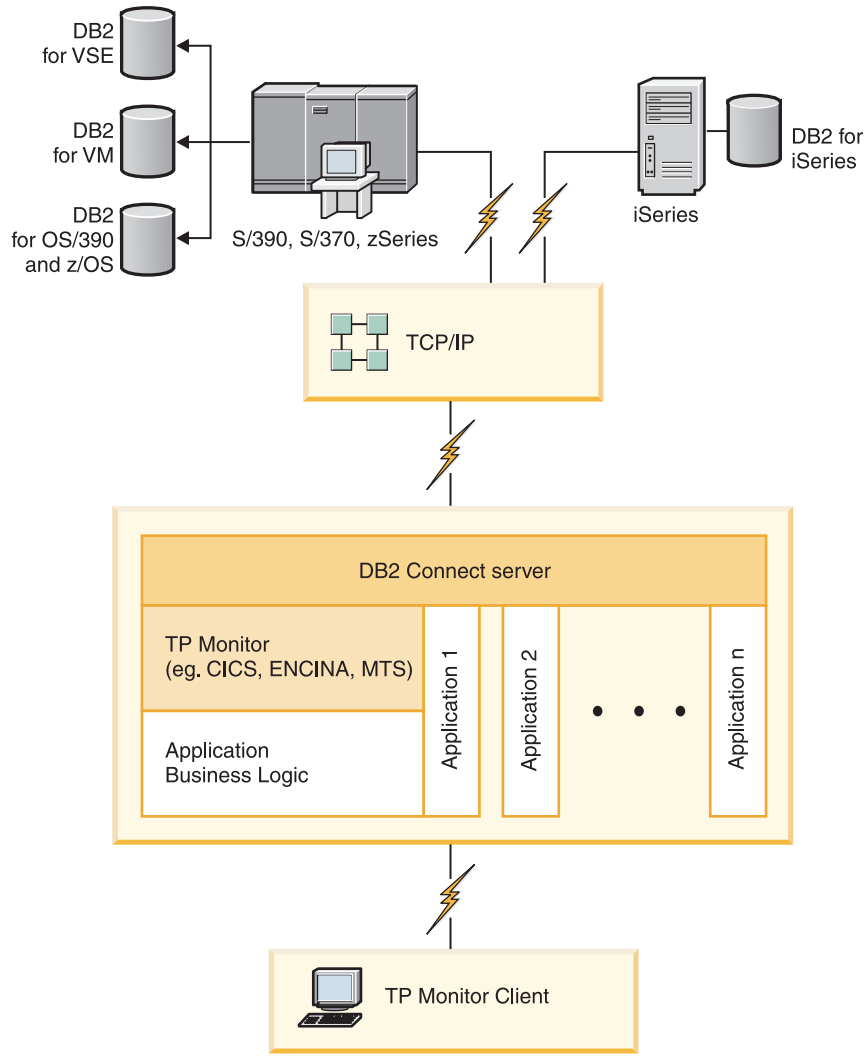 DB2
for VSE
DB2
for VM
DB2
for OS/390
and z/OS
S/390, S/370, zSeries
iSeries
DB2 for
iSeries
TCP/IP
DB2 Connect server
TP Monitor
(eg. CICS, ENCINA, MTS)
Application
Business Logic
Application 1
Application 2
Application n
TP Monitor Client